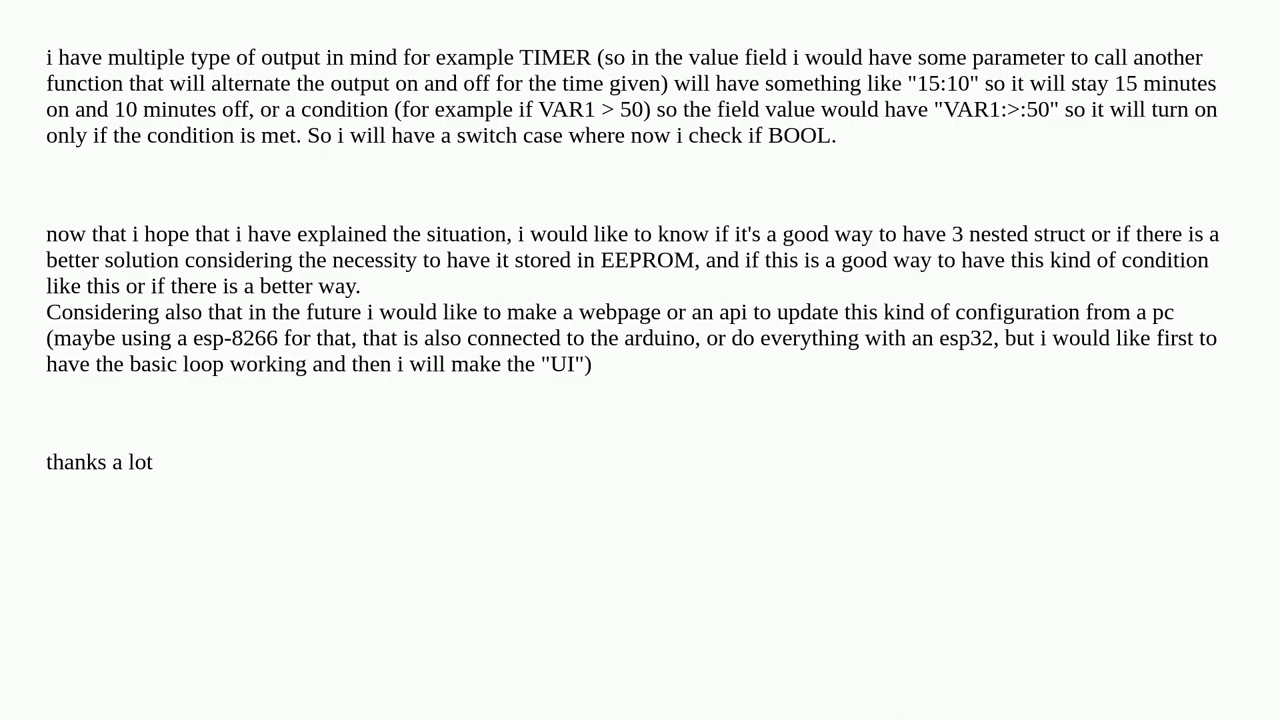 i have multiple type of output in mind for example TIMER (so in the value field i would have some parameter to call another
function that will alternate the output on and off for the time given) will have something like "15:10" so it will stay 15 minutes
on and 10 minutes off, or a condition (for example if VAR1 > 50) so the field value would have "VAR1:>:50" so it will turn on
only if the condition is met. So i will have a switch case where now i check if BOOL.
now that i hope that i have explained the situation, i would like to know if it's a good way to have 3 nested struct or if there is a
better solution considering the necessity to have it stored in EEPROM, and if this is a good way to have this kind of condition
like this or if there is a better way.
Considering also that in the future i would like to make a webpage or an api to update this kind of configuration from a pc
(maybe using a esp-8266 for that, that is also connected to the arduino, or do everything with an esp32, but i would like first to
have the basic loop working and then i will make the "UI")
thanks a lot